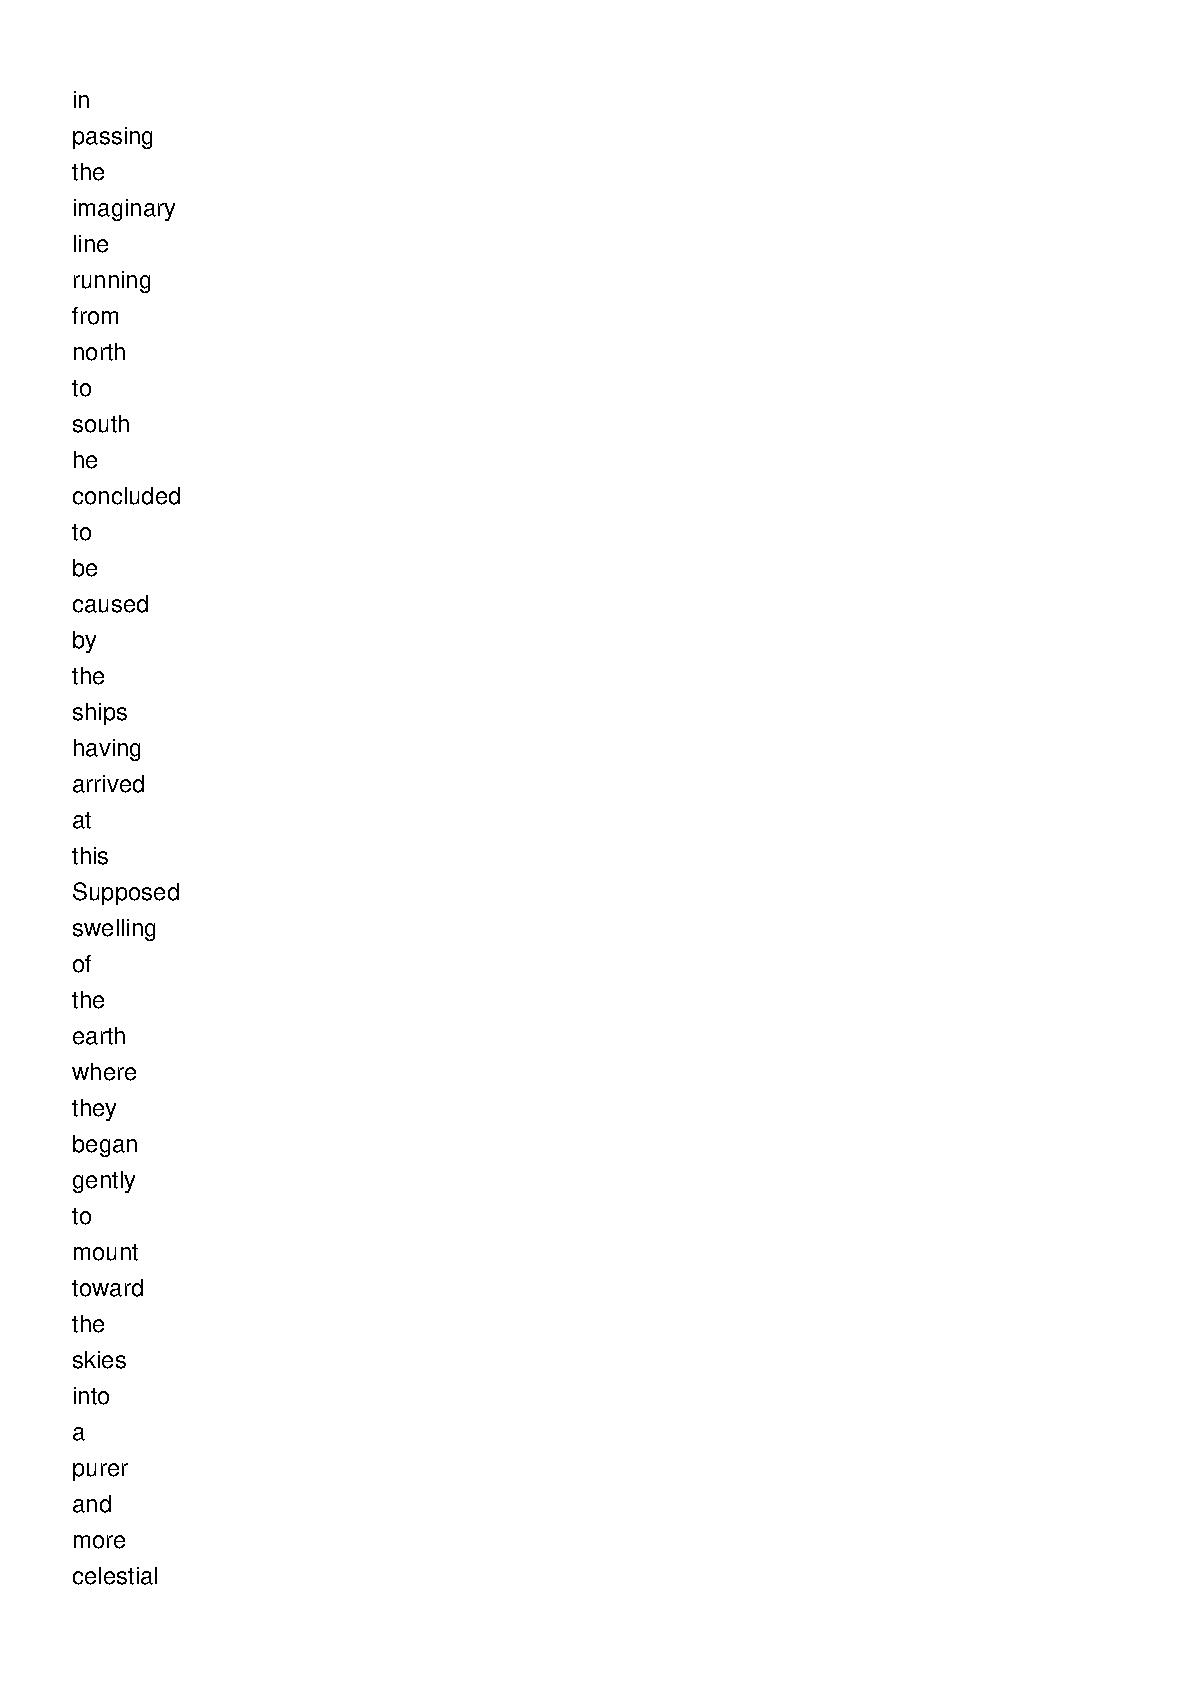 in
passing
the
imaginary
line
running
from
north
to
south
he
concluded
to
be
caused
by
the
ships
having
arrived
at
this
Supposed
swelling
of
the
earth
where
they
began
gently
to
mount
toward
the
skies
into
a
purer
and
more
celestial